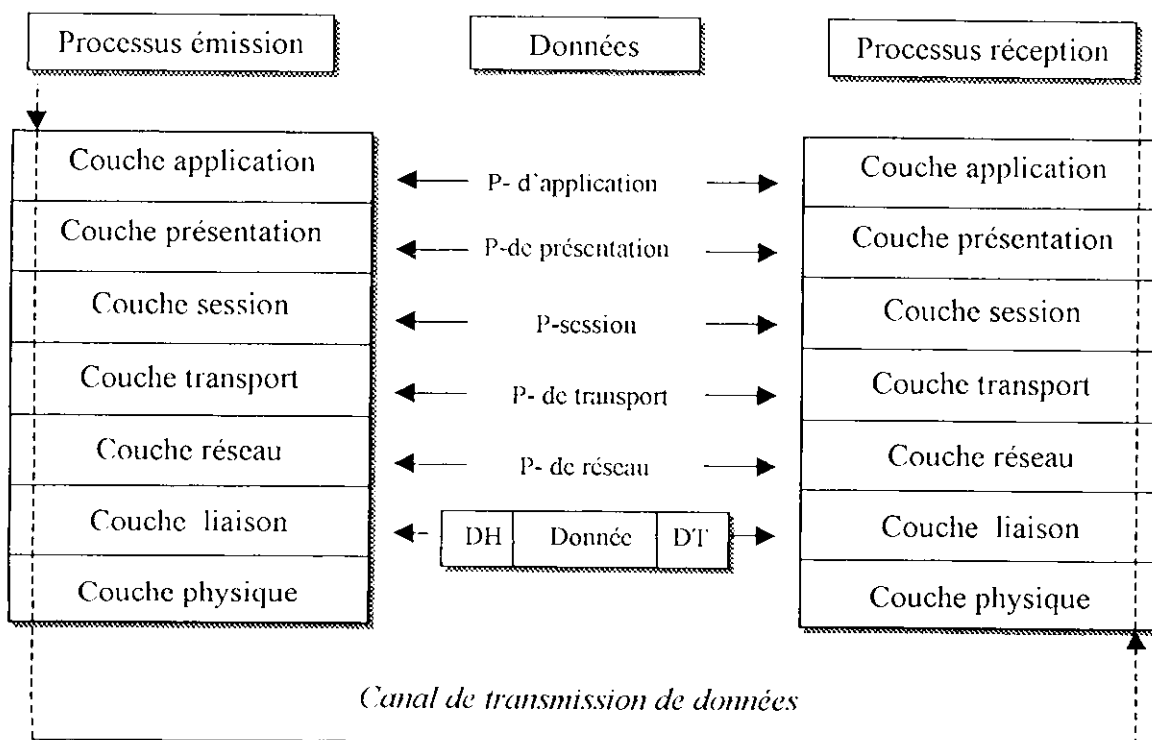 Processus émission
Données
Processus réception
Couche application
P- d'application
Couche application
Couche présentation
P-de présentation
Couche présentation
Couche session
P-session
Couche session
Couche transport
P- de transport
Couche transport
Couche réseau
P- de réseau
Couche réseau
Couche liaison
DH Donnée DT
Couche liaison
Couche physique
Couche physique
Canal de transmission de données